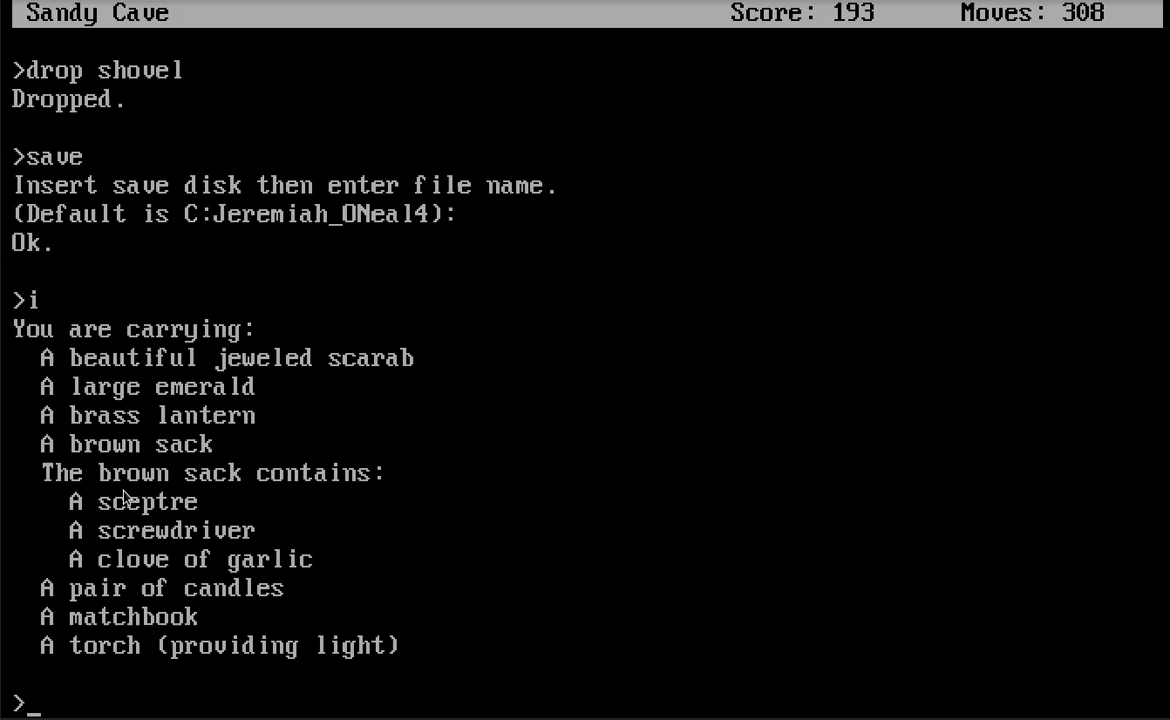 Sandy Cave Score: 193 Moves: 308
>drop shovel
Dropped.
>save
Insert save disk then enter file name.
(Default is C:Jeremiah_ONeal4):
Ok.
>i
You are carrying:
A beautiful jeweled scarab
A large emerald
A brass lantern
A brown sack
The brown sack contains:
A sceptre
A screwdriver
A clove of garlic
A pair of candles
A matchbook
A torch (providing light)
>_